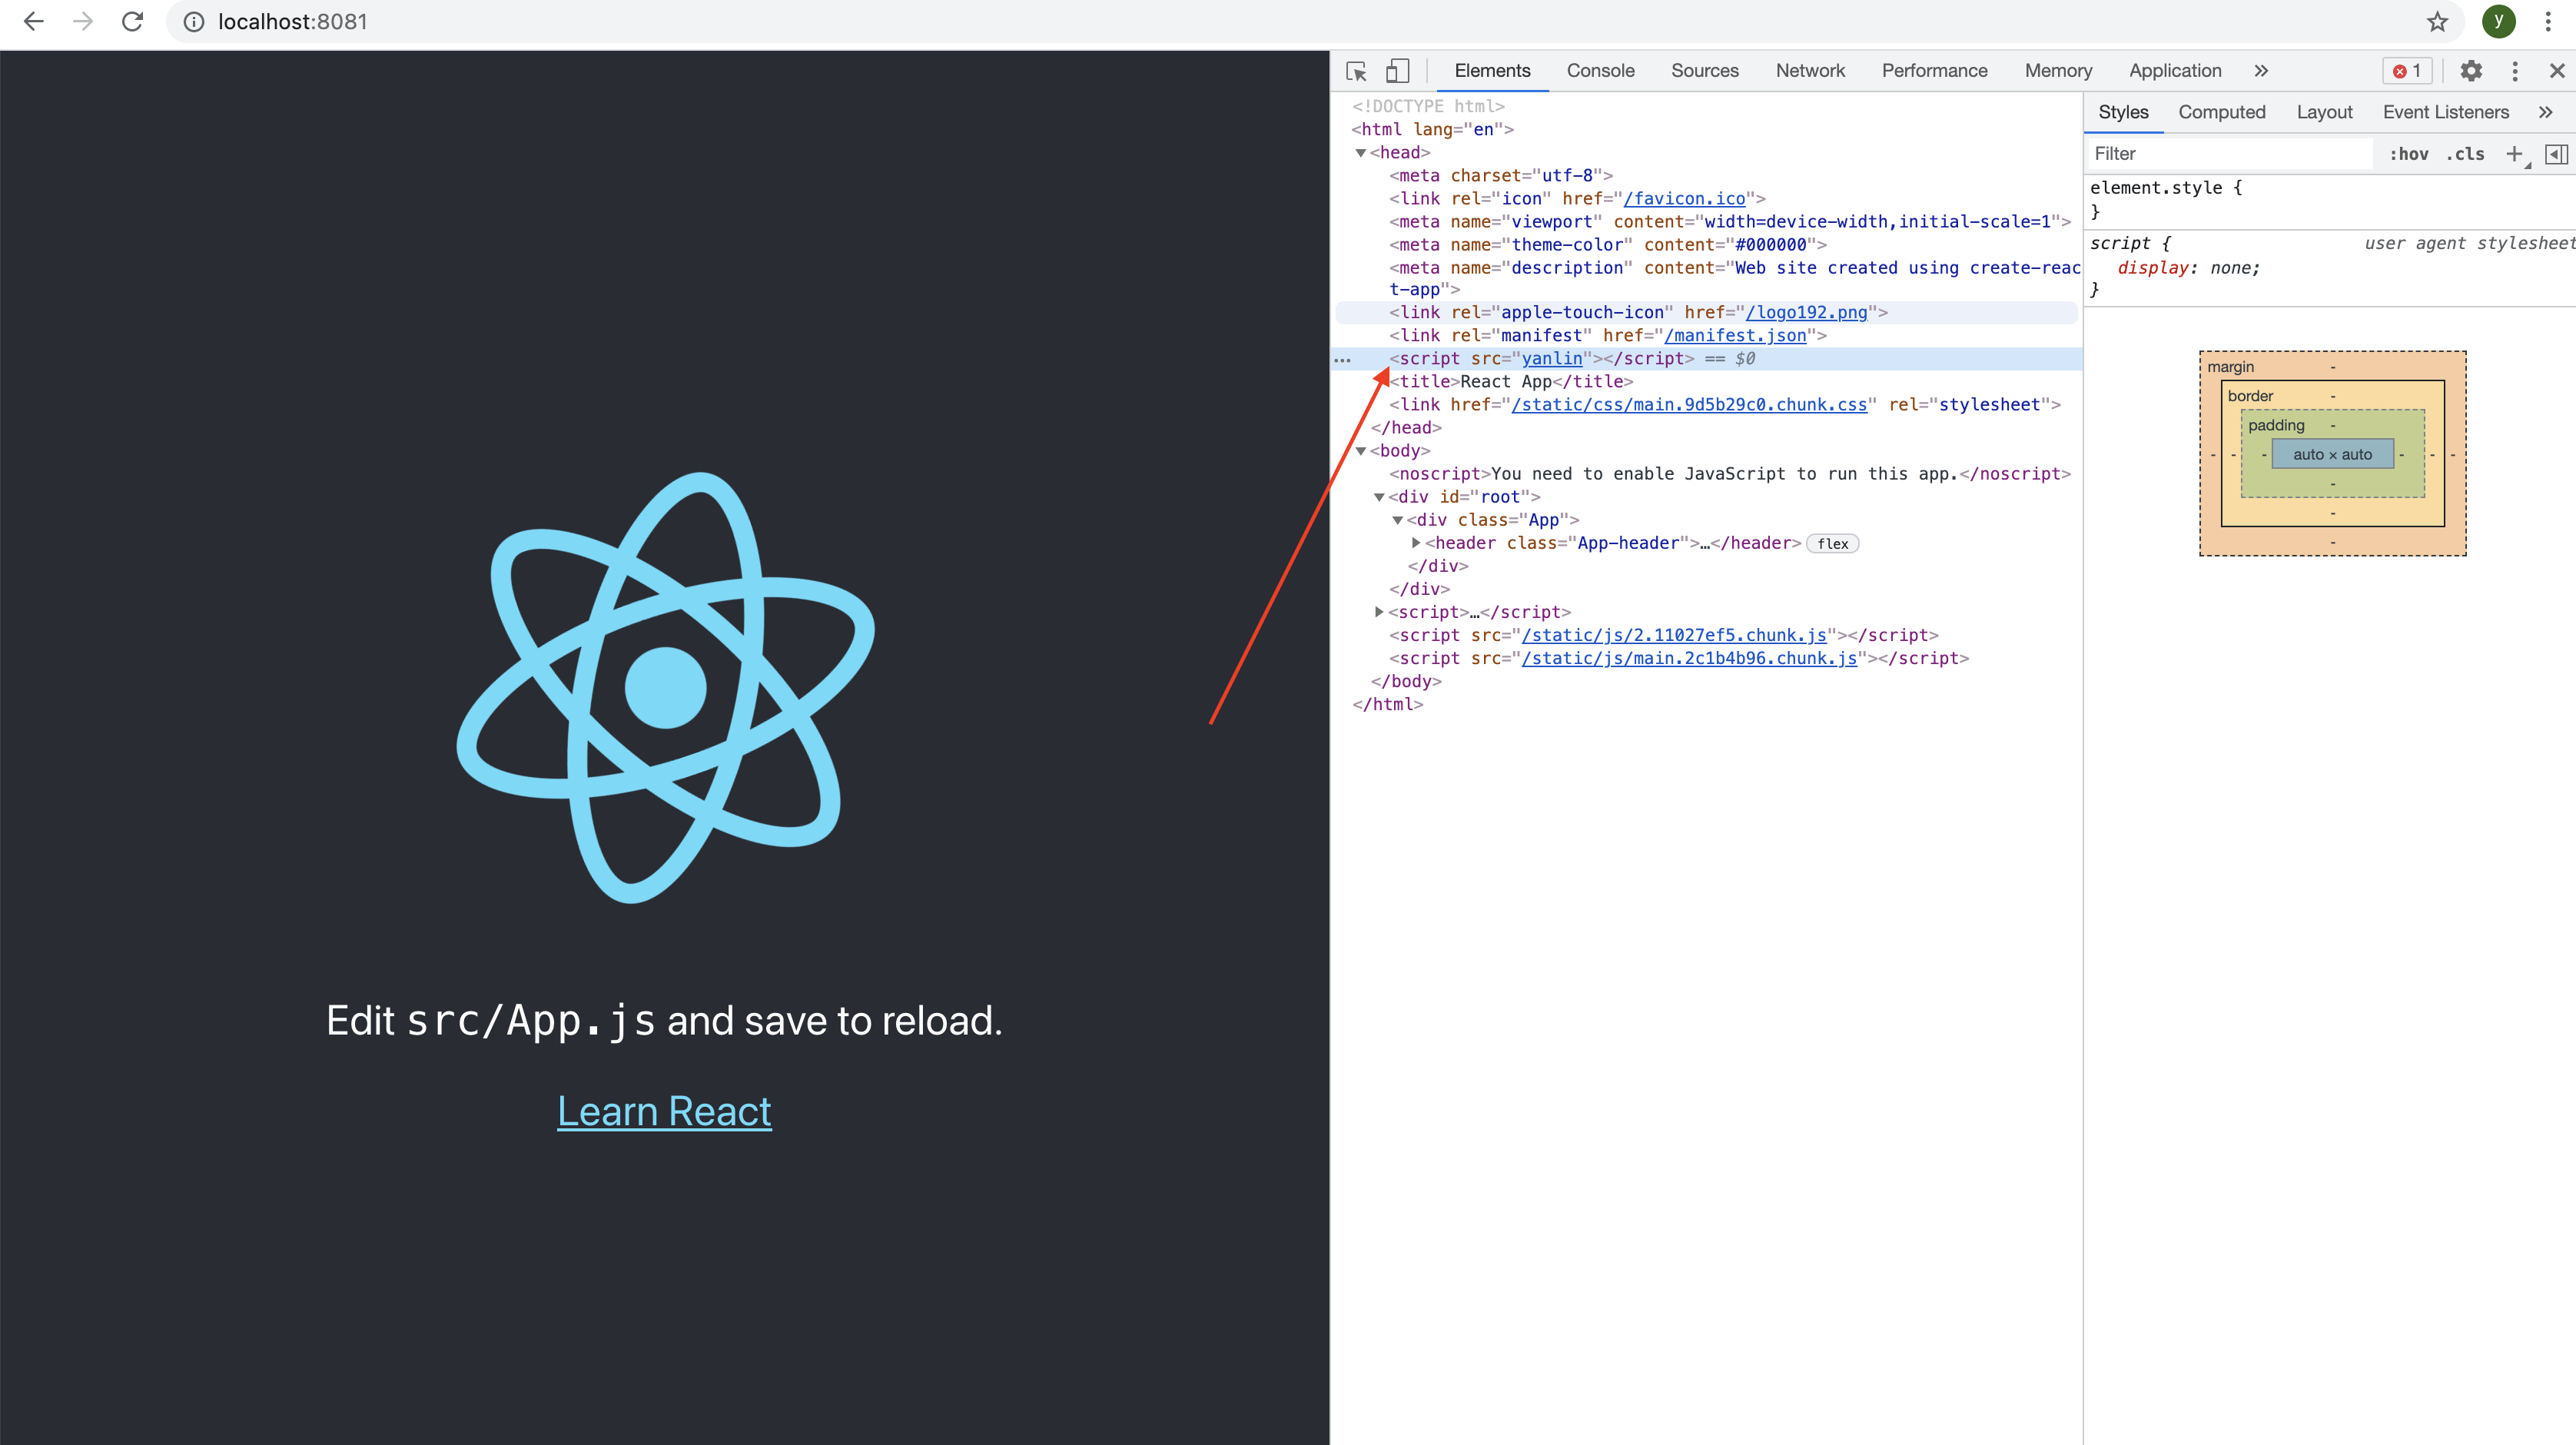 localhost:8081
y
Elements Console Sources Network Performance Memory Application » 1
<!DOCTYPE html>
<html lang="en">
<head>
<meta charset="utf-8">
<link rel="icon" href="/favicon.ico">
<meta name="viewport" content="width=device-width,initial-scale=1">
<meta name="theme-color" content="#000000">
<meta name="description" content="Web site created using create-reac
t-app">
<link rel="apple-touch-icon" href="/logo192.png">
<link rel="manifest" href="/manifest.json">
<script src="yanlin"></script> == $0
<title>React App</title>
<link href="/static/css/main.9d5b29c0.chunk.css" rel="stylesheet">
</head>
<body>
<noscript>You need to enable JavaScript to run this app.</noscript>
<div id="root">
<div class="App">
<header class="App-header">…</header> flex
</div>
</div>
<script>…</script>
<script src="/static/js/2.11027ef5.chunk.js"></script>
<script src="/static/js/main.2c1b4b96.chunk.js"></script>
</body>
</html>
Styles Computed Layout Event Listeners »
Filter :hov .cls +
element.style {
}
script { user agent stylesheet
display: none;
}
margin -
border -
padding -
- - - auto × auto - - -
-
-
-
Edit src/App.js and save to reload.
Learn React